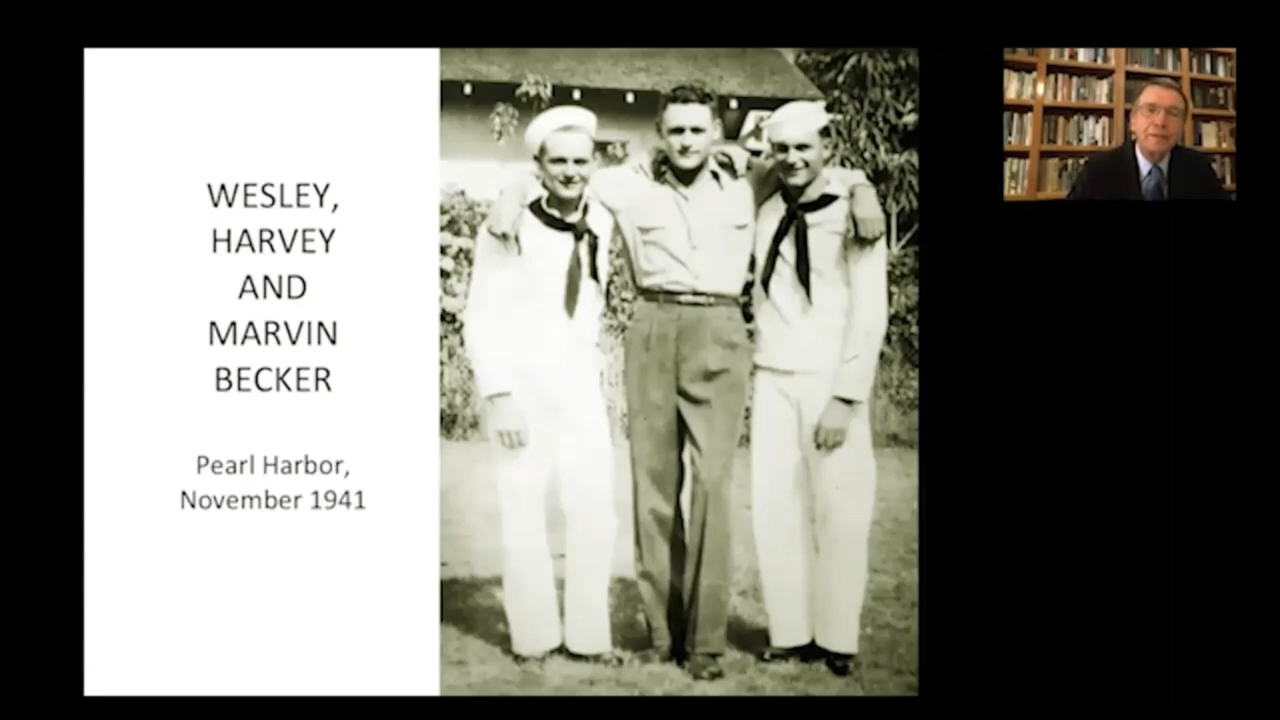 WESLEY,
HARVEY
AND
MARVIN
BECKER
Pearl Harbor,
November 1941